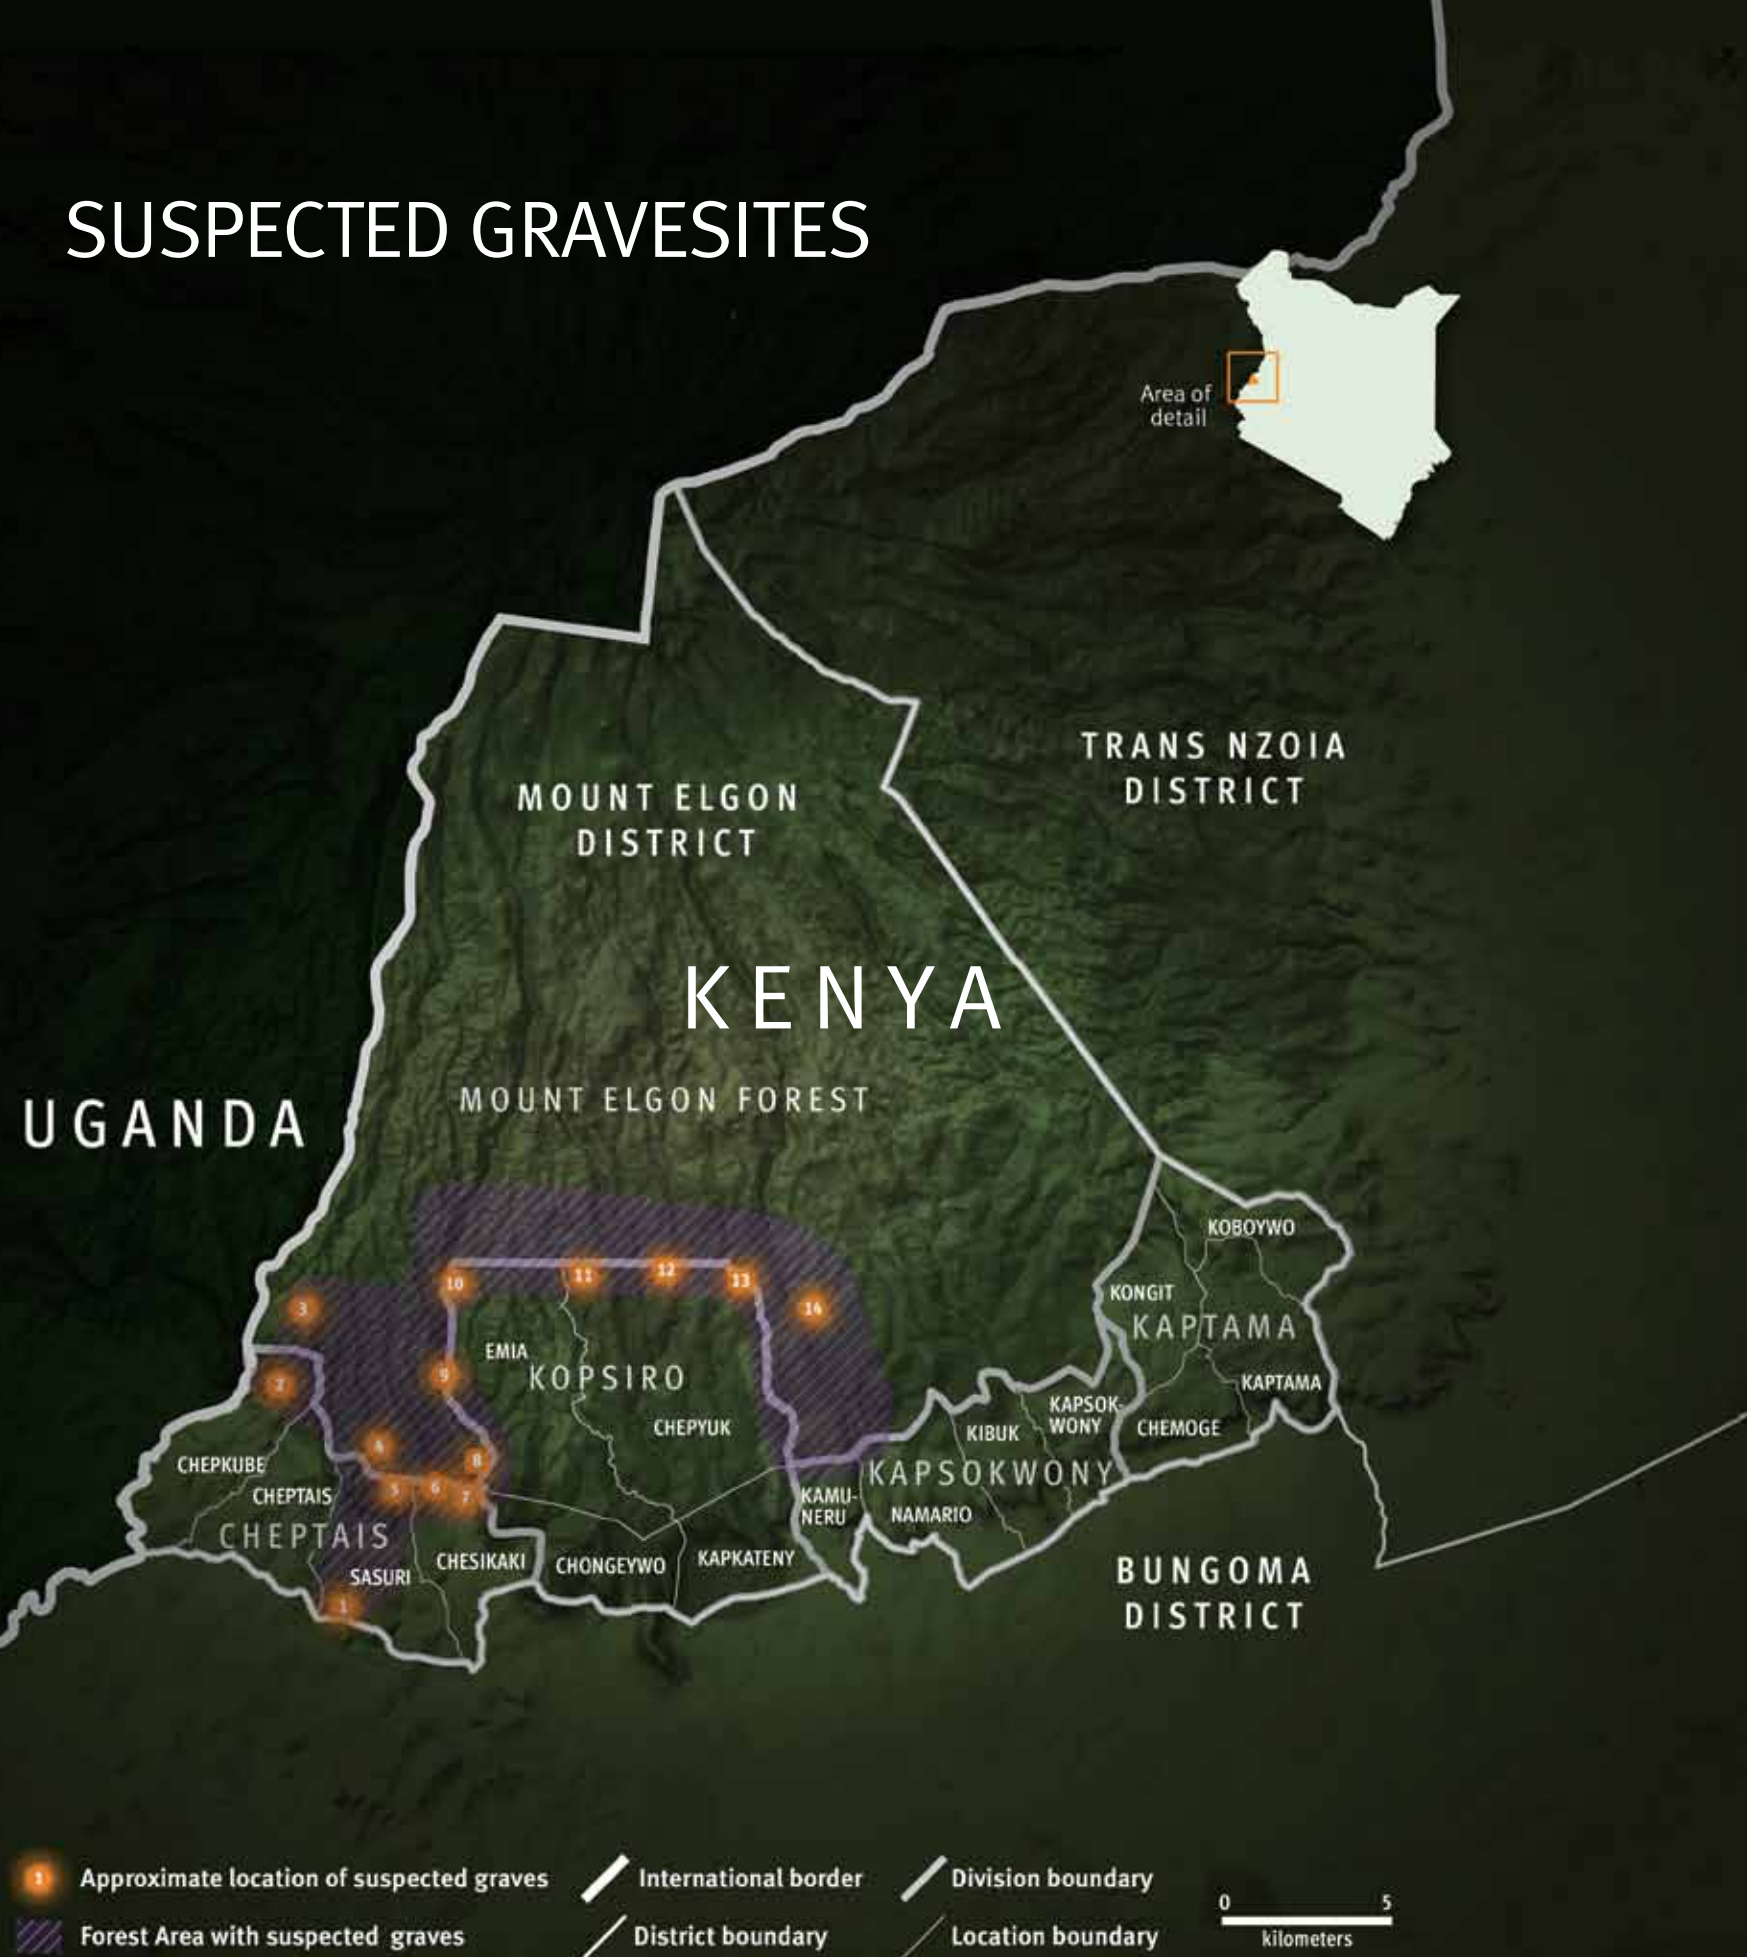 SUSPECTED GRAVESITES
Area of
detail
TRANS NZOIA
DISTRICT
MOUNT ELGON
DISTRICT
KENYA
MOUNT ELGON FOREST
UGANDA
KOBOYWO
10
11
12
13
14
3
KONGIT
KAPTAMA
EMIA
KOPSIRO
9
2
KAPTAMA
KAPSOK-
WONY
CHEPYUK
KIBUK
CHEMOGE
4
8
CHEPKUBE
KAPSOKWONY
5
6
7
CHEPTAIS
KAMU-
NERU
NAMARIO
CHEPTAIS
CHESIKAKI
CHONGEYWO
KAPKATENY
SASURI
1
BUNGOMA
DISTRICT
1
Approximate location of suspected graves
International border
Division boundary
0
5
kilometers
Forest Area with suspected graves
District boundary
Location boundary